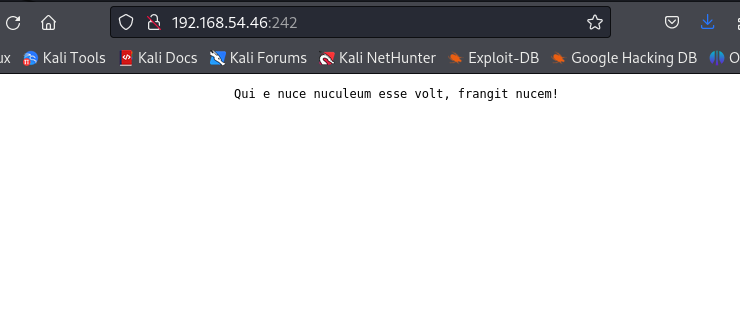 192.168.54.46:242
ux Kali Tools Kali Docs Kali Forums Kali NetHunter Exploit-DB Google Hacking DB O
Qui e nuce nuculeum esse volt, frangit nucem!